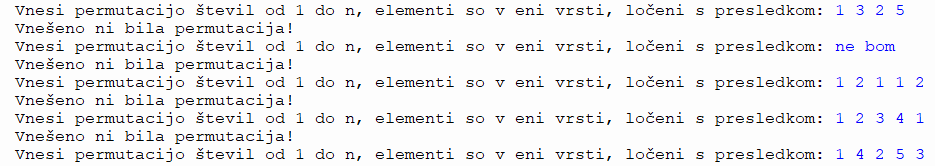 Vnesi permutacijo števil od 1 do n, elementi so v eni vrsti, ločeni s presledkom: 1 3 2 5
Vnešeno ni bila permutacija!
Vnesi permutacijo števil od 1 do n, elementi so v eni vrsti, ločeni s presledkom: ne bom
Vnešeno ni bila permutacija!
Vnesi permutacijo števil od 1 do n, elementi so v eni vrsti, ločeni s presledkom: 1 2 1 1 2
Vnešeno ni bila permutacija!
Vnesi permutacijo števil od 1 do n, elementi so v eni vrsti, ločeni s presledkom: 1 2 3 4 1
Vnešeno ni bila permutacija!
Vnesi permutacijo števil od 1 do n, elementi so v eni vrsti, ločeni s presledkom: 1 4 2 5 3